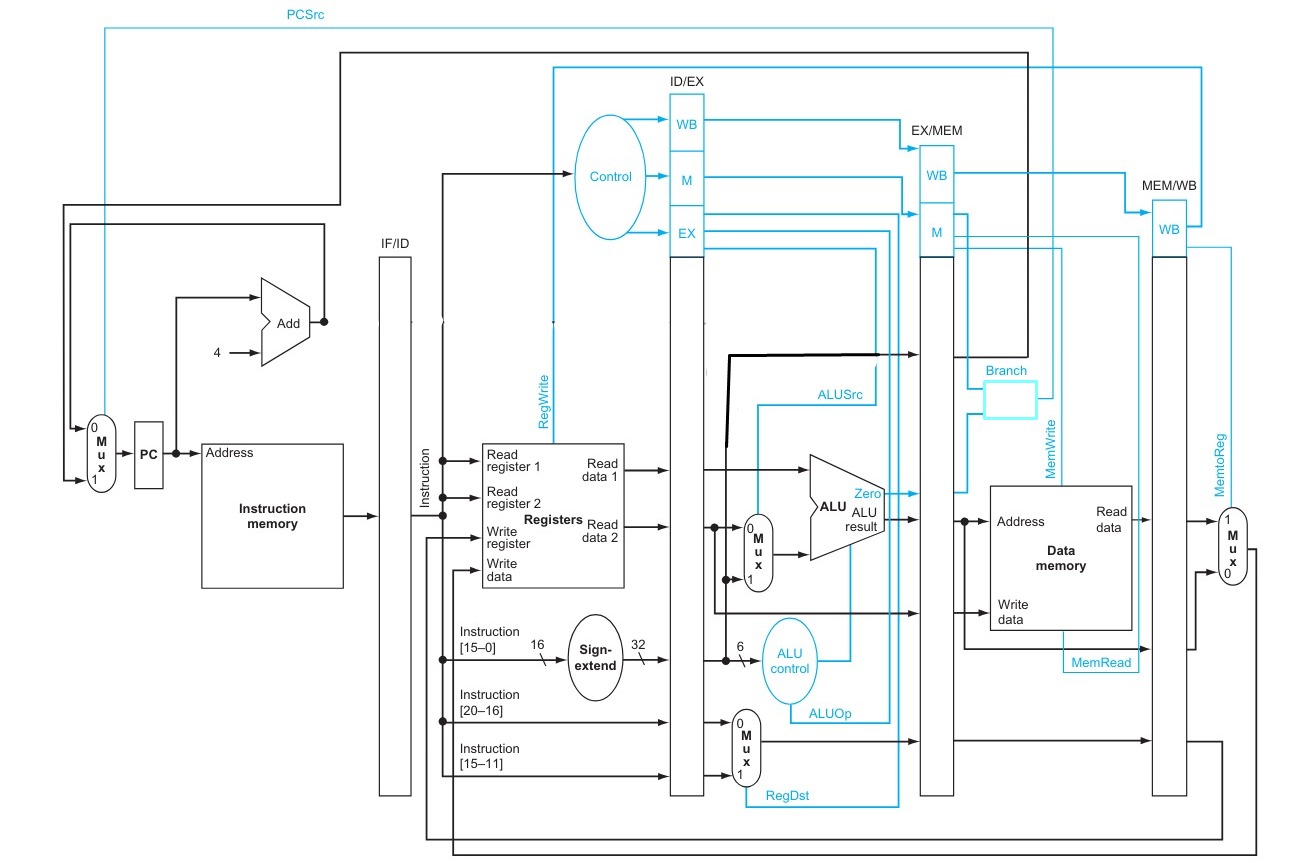 PCSrc
ID/EX
WB
Control
M
EX
EX/MEM
WB
M
MEM/WB
WB
IF/ID
Add
4
0
M
u
x
1
PC
Address
Instruction
memory
Instruction
RegWrite
Read
register 1
Read
register 2
Write
register
Write
data
Registers
Read
data 1
Read
data 2
ALUSrc
0
M
u
x
1
Zero
ALU
ALU
result
Branch
MemWrite
Address
Read
data
Data
memory
Write
data
MemRead
MemtoReg
1
M
u
x
0
Instruction
[15–0]
16
Sign-
extend
32
6
ALU
control
ALUOp
Instruction
[20–16]
Instruction
[15–11]
0
M
u
x
1
RegDst